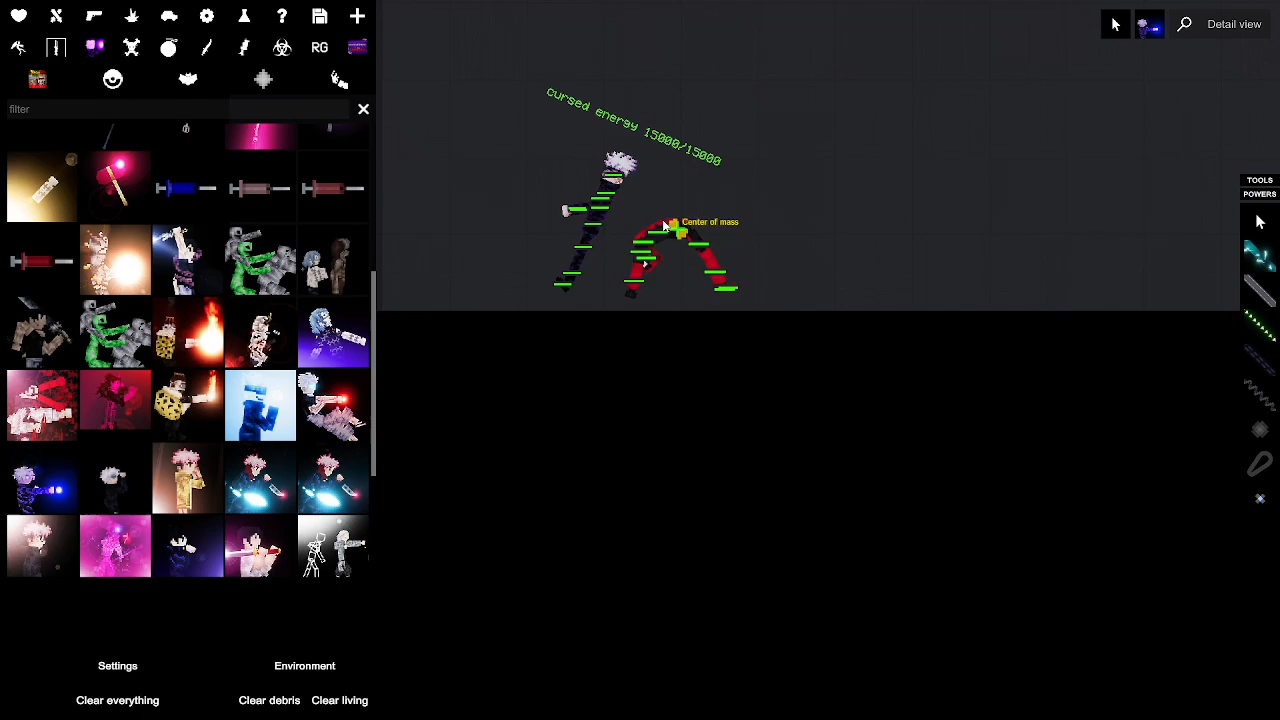 RG
Detail view
filter
cursed energy 15000/15000
Center of mass
TOOLS
POWERS
Settings
Environment
Clear everything
Clear debris
Clear living